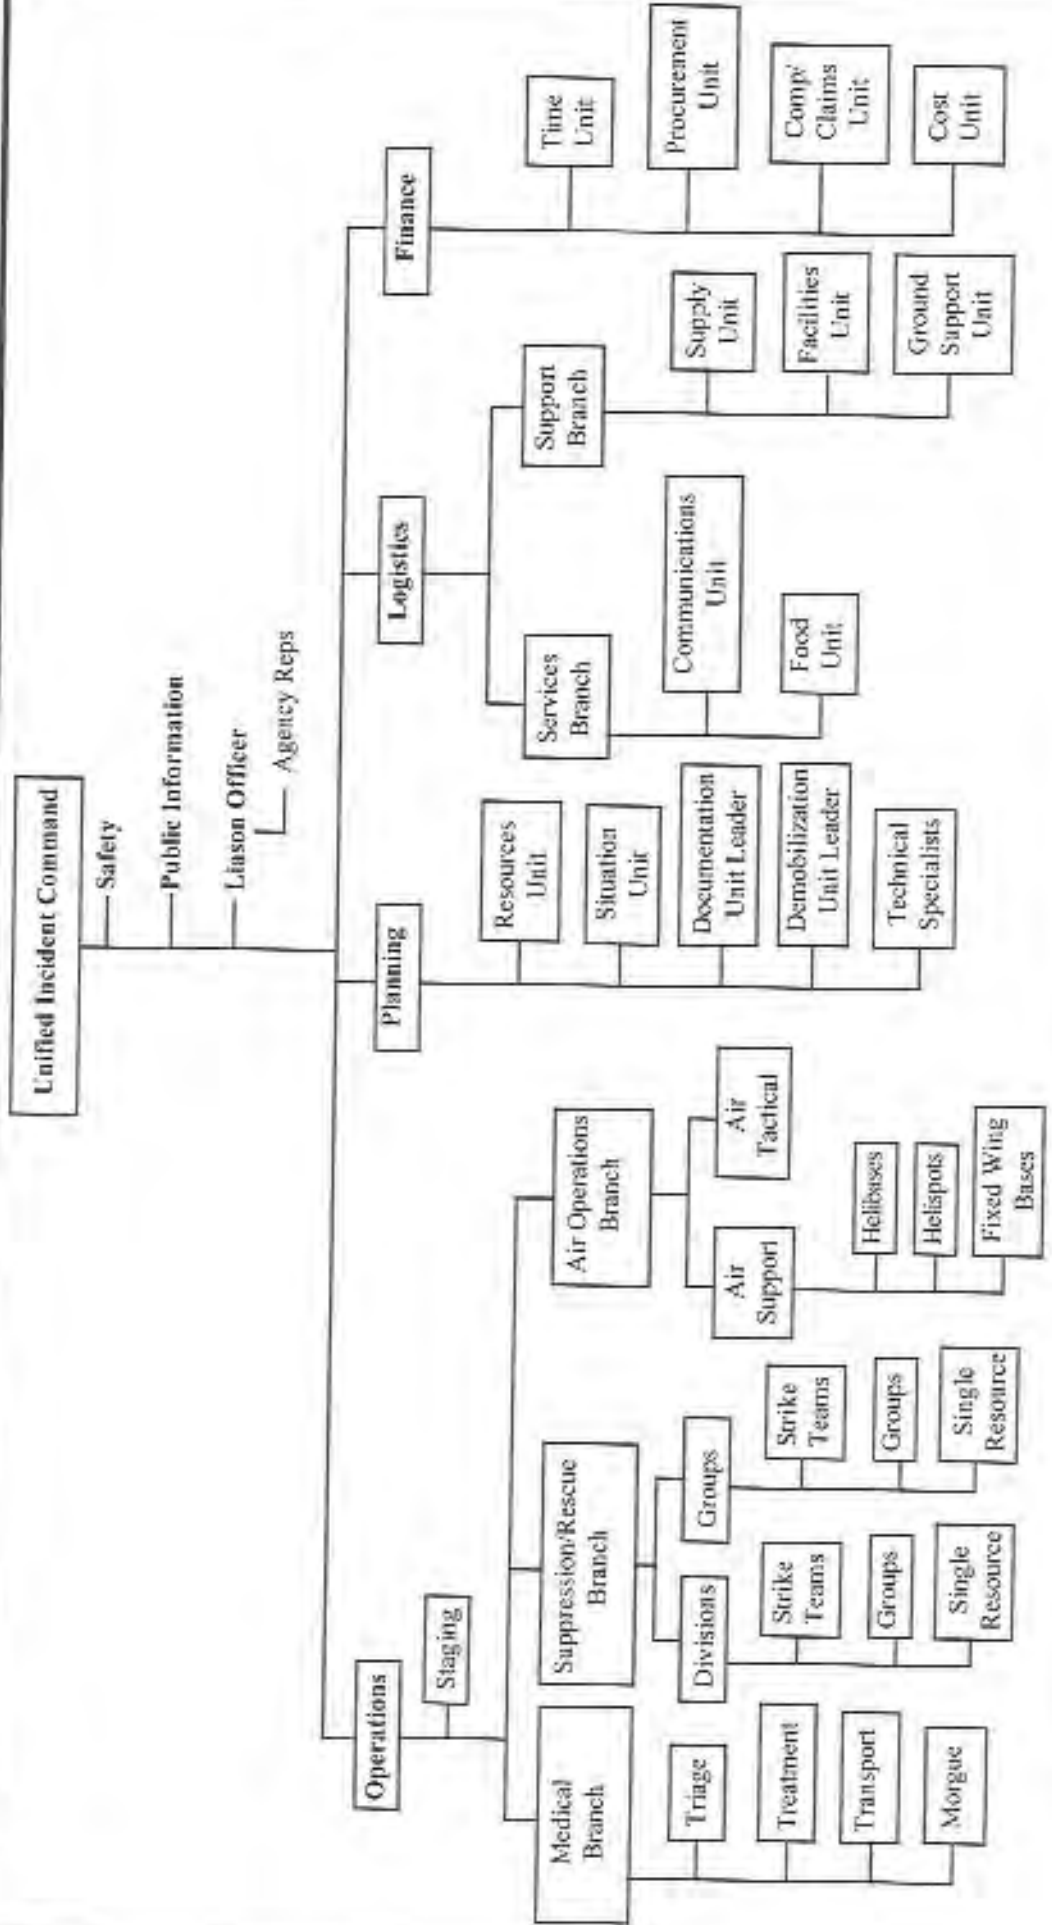 Unified Incident Command
Safety
Public Information
Liason Officer
Agency Reps
Operations
Planning
Logistics
Finance
Staging
Medical
Branch
Suppression/Rescue
Branch
Air Operations
Branch
Triage
Treatment
Transport
Morgue
Divisions
Strike
Teams
Groups
Single
Resource
Groups
Strike
Teams
Groups
Single
Resource
Air
Support
Air
Tactical
Helibases
Helispots
Fixed Wing
Bases
Resources
Unit
Situation
Unit
Documentation
Unit Leader
Demobilization
Unit Leader
Technical
Specialists
Services
Branch
Communications
Unit
Food
Unit
Support
Branch
Supply
Unit
Facilities
Unit
Ground
Support
Unit
Time
Unit
Procurement
Unit
Comp/
Claims
Unit
Cost
Unit